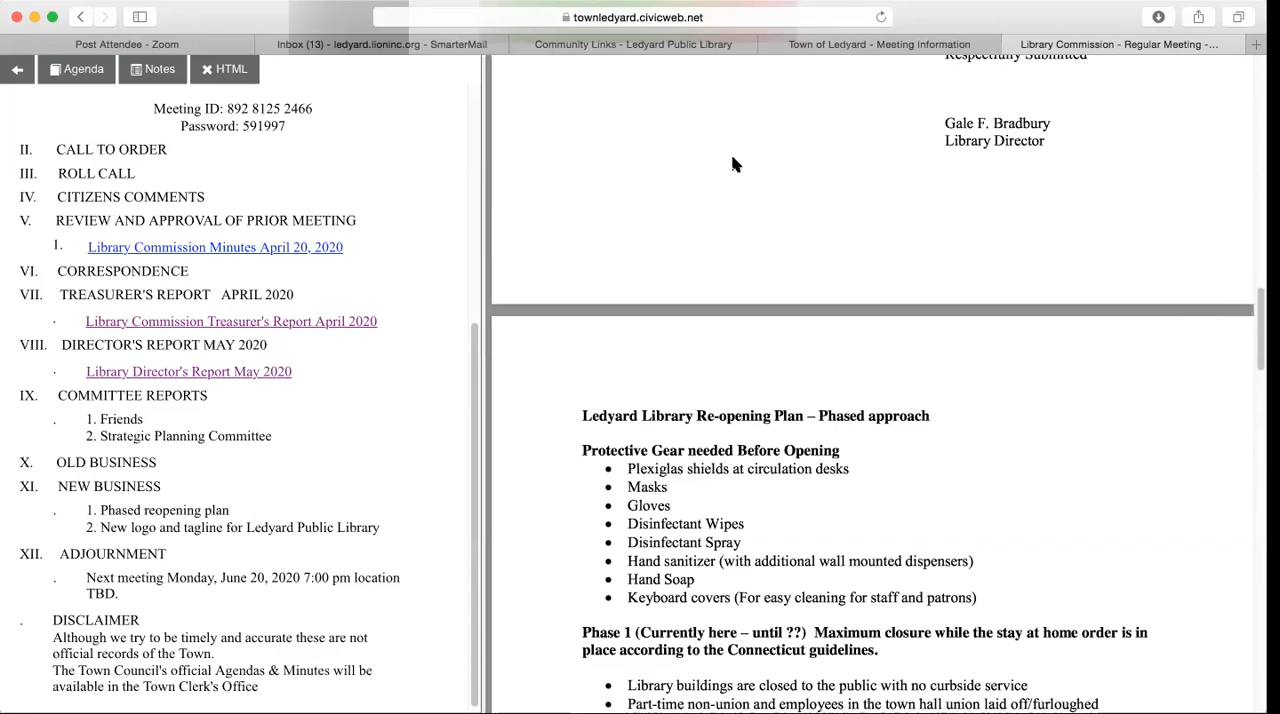 townledyard.civicweb.net
Post Attendee - Zoom
Inbox (13) - ledyard.lioninc.org - SmarterMail
Community Links - Ledyard Public Library
Town of Ledyard - Meeting Information
Library Commission - Regular Meeting -...
Agenda
Notes
HTML
Meeting ID: 892 8125 2466
Password: 591997
II. CALL TO ORDER
III. ROLL CALL
IV. CITIZENS COMMENTS
V. REVIEW AND APPROVAL OF PRIOR MEETING
I. Library Commission Minutes April 20, 2020
VI. CORRESPONDENCE
VII. TREASURER'S REPORT APRIL 2020
. Library Commission Treasurer's Report April 2020
VIII. DIRECTOR'S REPORT MAY 2020
. Library Director's Report May 2020
IX. COMMITTEE REPORTS
. 1. Friends
2. Strategic Planning Committee
X. OLD BUSINESS
XI. NEW BUSINESS
. 1. Phased reopening plan
2. New logo and tagline for Ledyard Public Library
XII. ADJOURNMENT
. Next meeting Monday, June 20, 2020 7:00 pm location
TBD.
. DISCLAIMER
Although we try to be timely and accurate these are not
official records of the Town.
The Town Council's official Agendas & Minutes will be
available in the Town Clerk's Office
Respectfully Submitted
Gale F. Bradbury
Library Director
Ledyard Library Re-opening Plan – Phased approach
Protective Gear needed Before Opening
• Plexiglas shields at circulation desks
• Masks
• Gloves
• Disinfectant Wipes
• Disinfectant Spray
• Hand sanitizer (with additional wall mounted dispensers)
• Hand Soap
• Keyboard covers (For easy cleaning for staff and patrons)
Phase 1 (Currently here – until ??) Maximum closure while the stay at home order is in
place according to the Connecticut guidelines.
• Library buildings are closed to the public with no curbside service
• Part-time non-union and employees in the town hall union laid off/furloughed